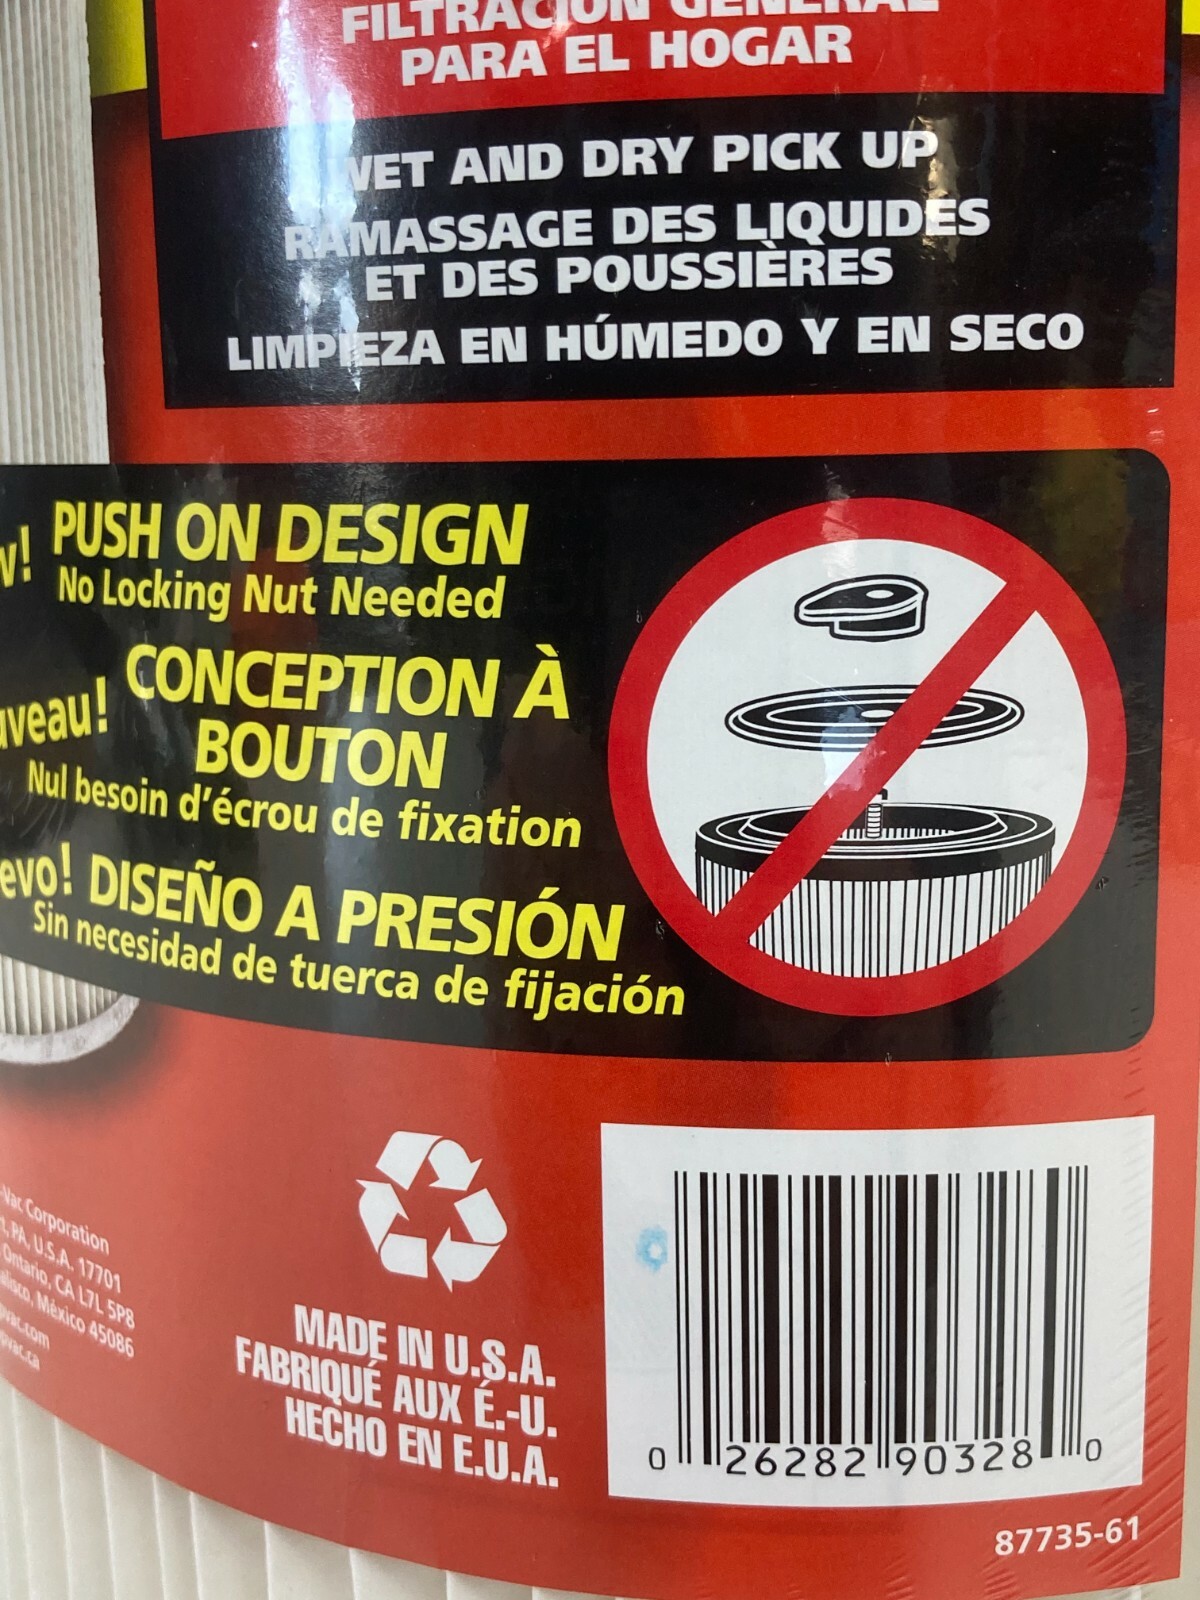 FILTRACIÓN GENERAL
PARA EL HOGAR
WET AND DRY PICK UP
RAMASSAGE DES LIQUIDES
ET DES POUSSIÈRES
LIMPIEZA EN HÚMEDO Y EN SECO
PUSH ON DESIGN
No Locking Nut Needed
CONCEPTION À
BOUTON
Nul besoin d'écrou de fixation
DISEÑO A PRESIÓN
Sin necesidad de tuerca de fijación
-Vac Corporation
PA, U.S.A. 17701
Ontario, CA L7L 5P8
México 45086
MADE IN U.S.A.
FABRIQUÉ AUX É.-U.
HECHO EN E.U.A.
0 26282 90328 0
87735-61